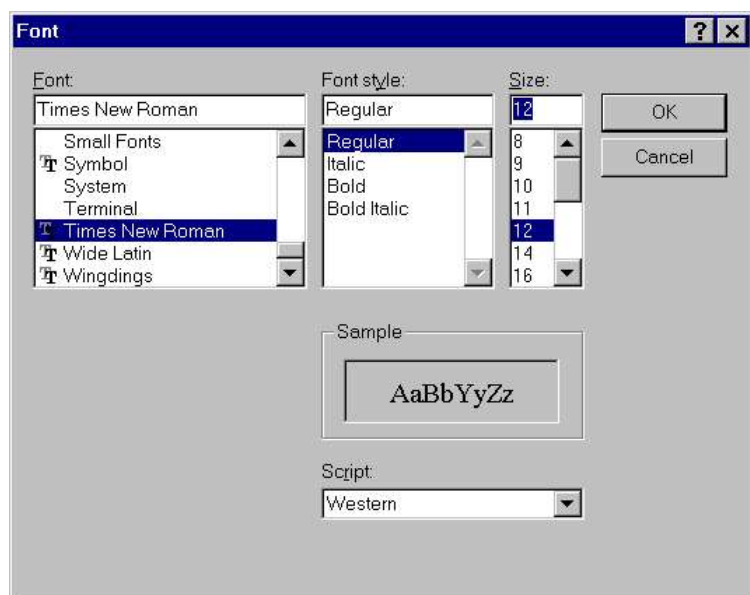 Font
Font:
Times New Roman
Small Fonts
Symbol
System
Terminal
Times New Roman
Wide Latin
Wingdings
Font style:
Regular
Regular
Italic
Bold
Bold Italic
Size:
12
8
9
10
11
12
14
16
OK
Cancel
Sample
AaBbYyZz
Script:
Western